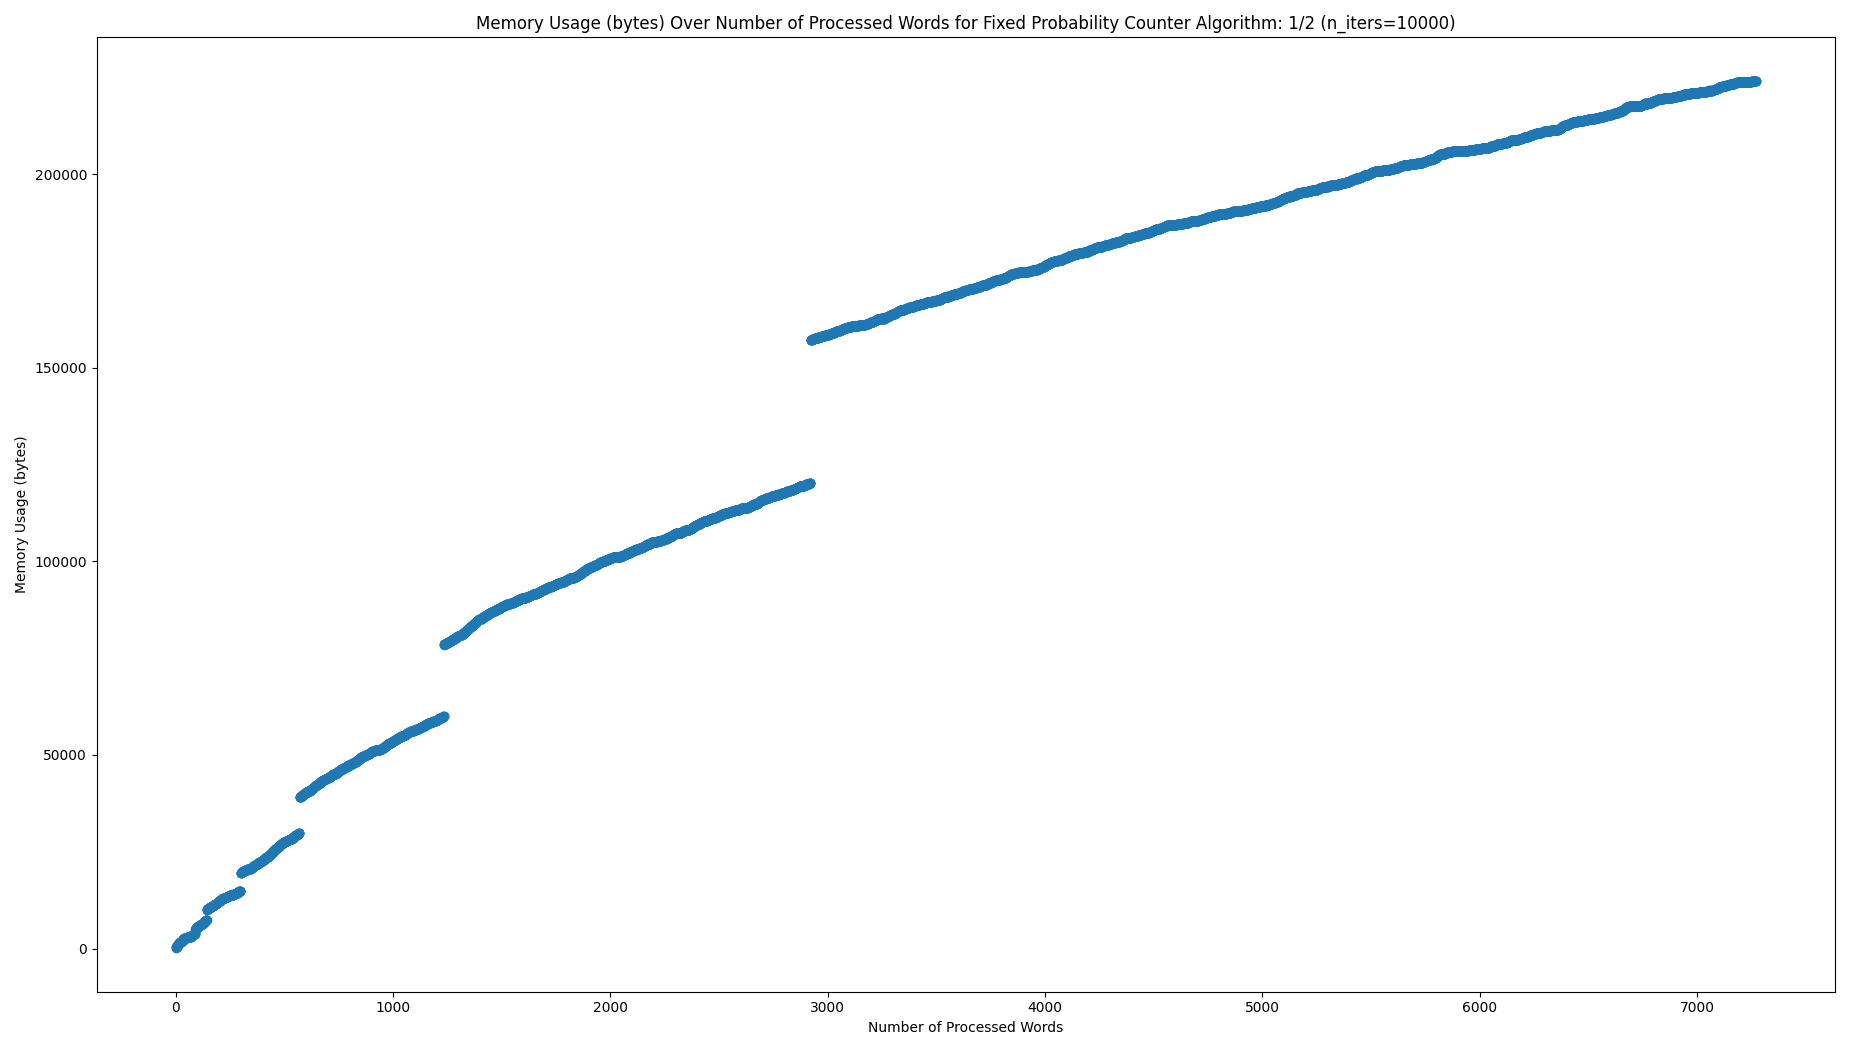 Memory Usage (bytes) Over Number of Processed Words for Fixed Probability Counter Algorithm: 1/2 (n_iters=10000)
200000
150000
100000
50000
0
Memory Usage (bytes)
0 1000 2000 3000 4000 5000 6000 7000
Number of Processed Words